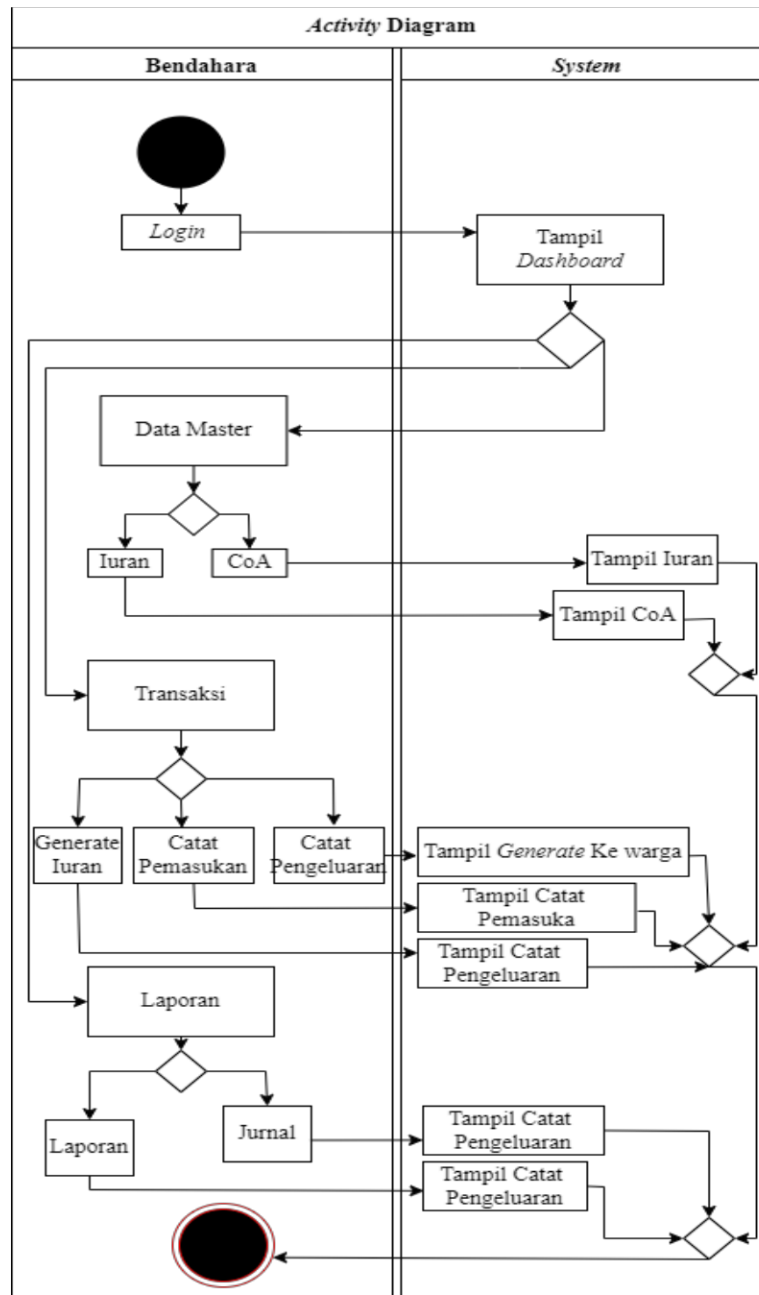 Activity Diagram
Bendahara
System
Login
Tampil
Dashboard
Data Master
Iuran
CoA
Tampil Iuran
Tampil CoA
Transaksi
Generate
Iuran
Catat
Pemasukan
Catat
Pengeluaran
Tampil Generate Ke warga
Tampil Catat
Pemasuka
Tampil Catat
Pengeluaran
Laporan
Laporan
Jurnal
Tampil Catat
Pengeluaran
Tampil Catat
Pengeluaran